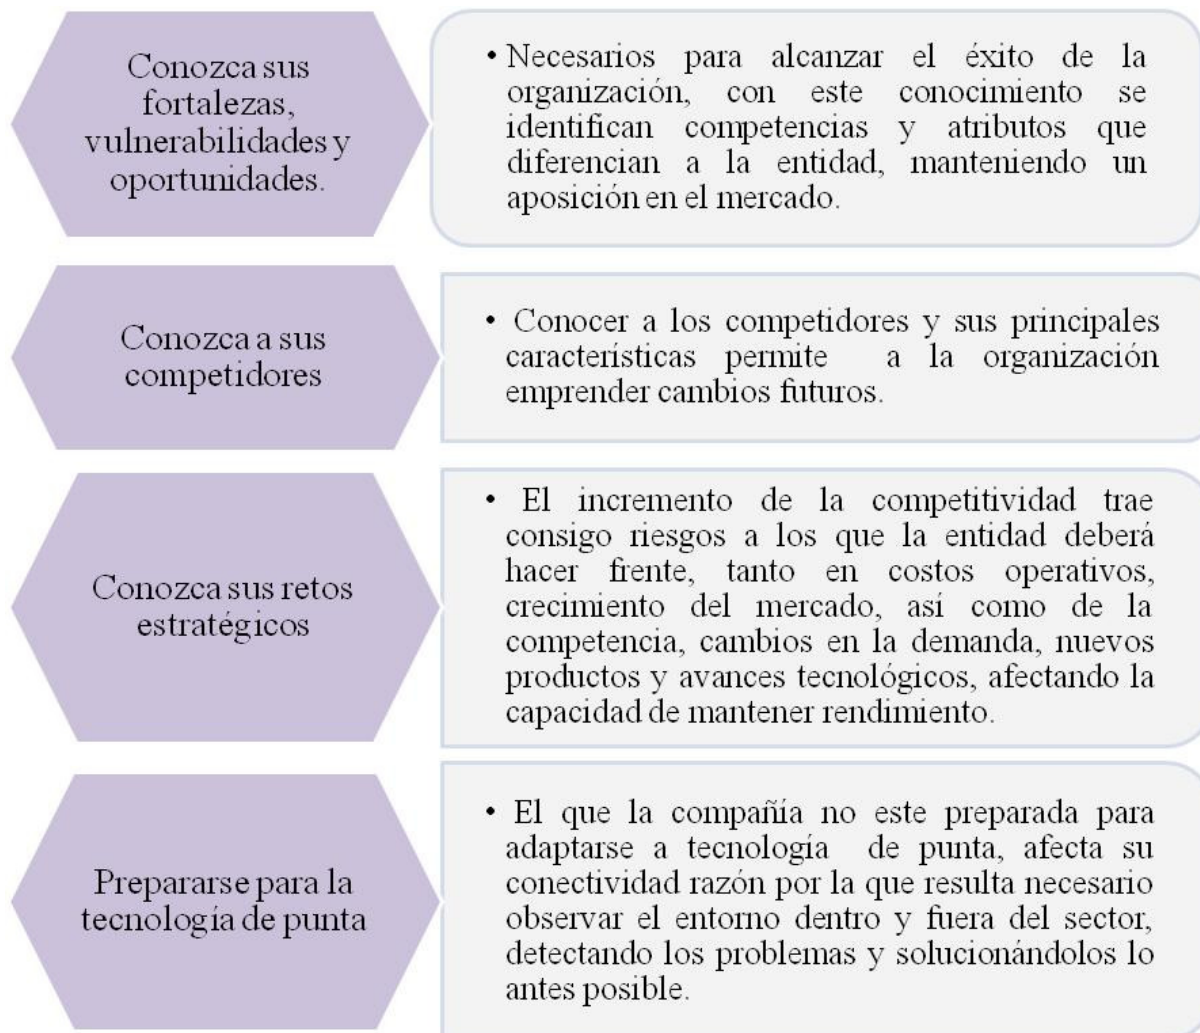 Conozca sus
fortalezas,
vulnerabilidades y
oportunidades.
• Necesarios para alcanzar el éxito de la
organización, con este conocimiento se
identifican competencias y atributos que
diferencian a la entidad, manteniendo un
aposición en el mercado.
Conozca a sus
competidores
• Conocer a los competidores y sus principales
características permite a la organización
emprender cambios futuros.
Conozca sus retos
estratégicos
• El incremento de la competitividad trae
consigo riesgos a los que la entidad deberá
hacer frente, tanto en costos operativos,
crecimiento del mercado, así como de la
competencia, cambios en la demanda, nuevos
productos y avances tecnológicos, afectando la
capacidad de mantener rendimiento.
Prepararse para la
tecnología de punta
• El que la compañía no este preparada para
adaptarse a tecnología de punta, afecta su
conectividad razón por la que resulta necesario
observar el entorno dentro y fuera del sector,
detectando los problemas y solucionándolos lo
antes posible.